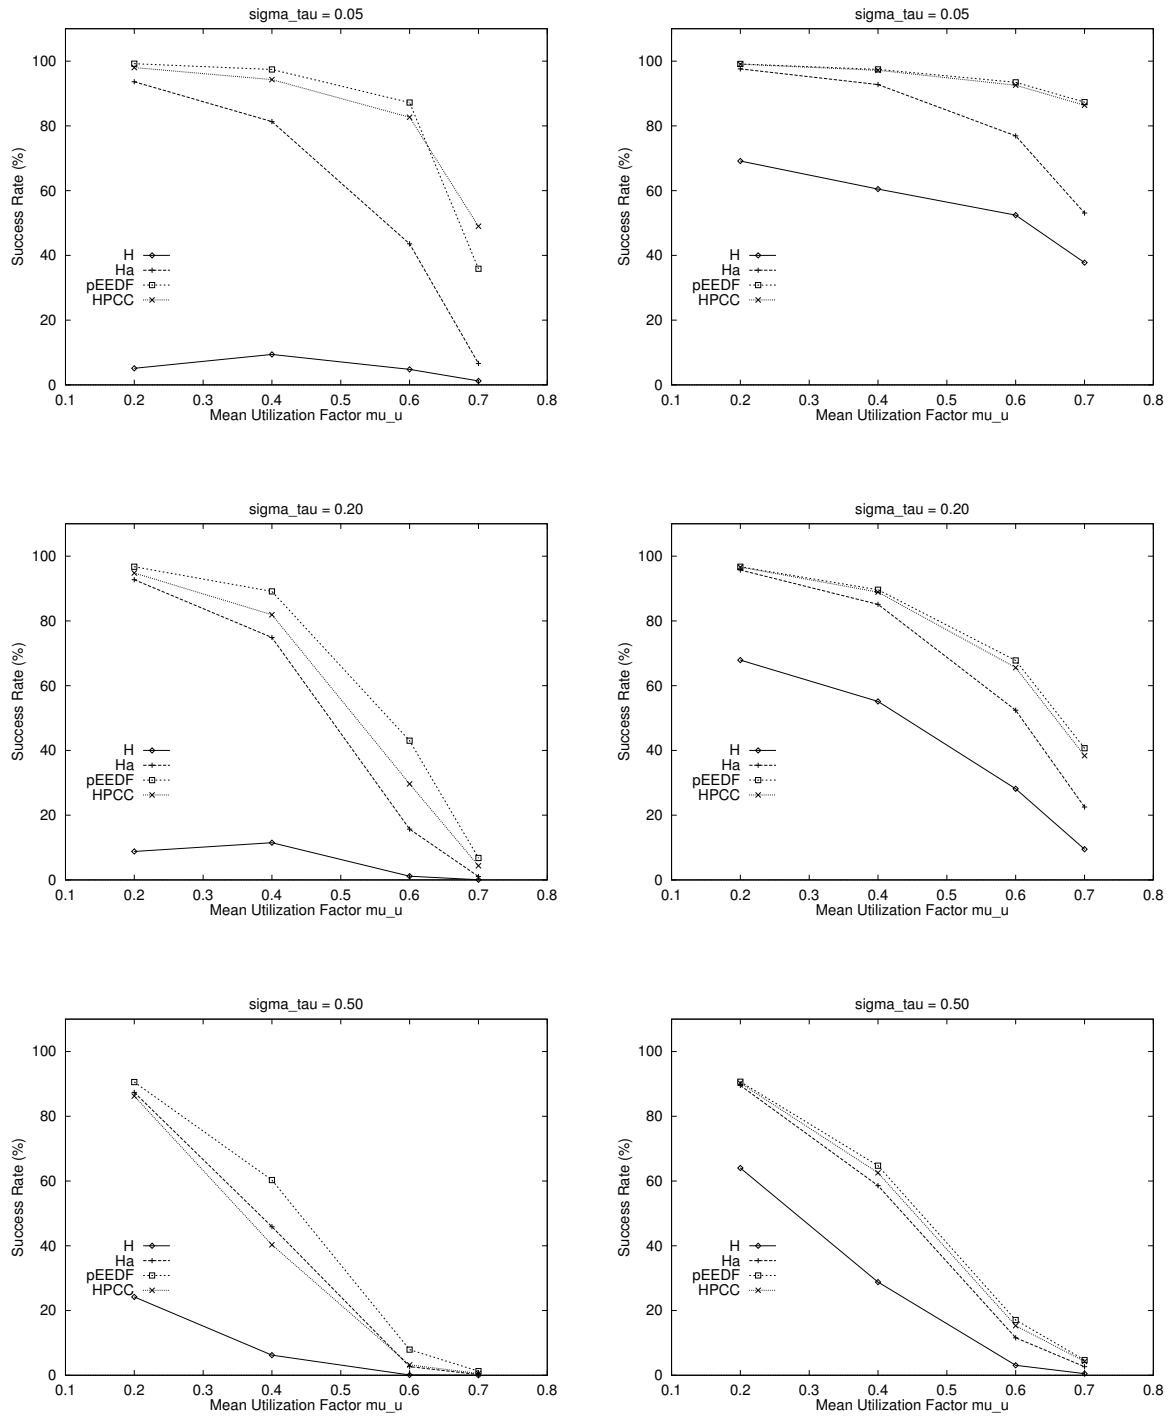 sigma_tau = 0.05
100
80
60
40
20
0
Success Rate (%)
H
Ha
pEEDF
HPCC
0.1 0.2 0.3 0.4 0.5 0.6 0.7 0.8
Mean Utilization Factor mu_u
sigma_tau = 0.05
100
80
60
40
20
0
Success Rate (%)
H
Ha
pEEDF
HPCC
0.1 0.2 0.3 0.4 0.5 0.6 0.7 0.8
Mean Utilization Factor mu_u
sigma_tau = 0.20
100
80
60
40
20
0
Success Rate (%)
H
Ha
pEEDF
HPCC
0.1 0.2 0.3 0.4 0.5 0.6 0.7 0.8
Mean Utilization Factor mu_u
sigma_tau = 0.20
100
80
60
40
20
0
Success Rate (%)
H
Ha
pEEDF
HPCC
0.1 0.2 0.3 0.4 0.5 0.6 0.7 0.8
Mean Utilization Factor mu_u
sigma_tau = 0.50
100
80
60
40
20
0
Success Rate (%)
H
Ha
pEEDF
HPCC
0.1 0.2 0.3 0.4 0.5 0.6 0.7 0.8
Mean Utilization Factor mu_u
sigma_tau = 0.50
100
80
60
40
20
0
Success Rate (%)
H
Ha
pEEDF
HPCC
0.1 0.2 0.3 0.4 0.5 0.6 0.7 0.8
Mean Utilization Factor mu_u